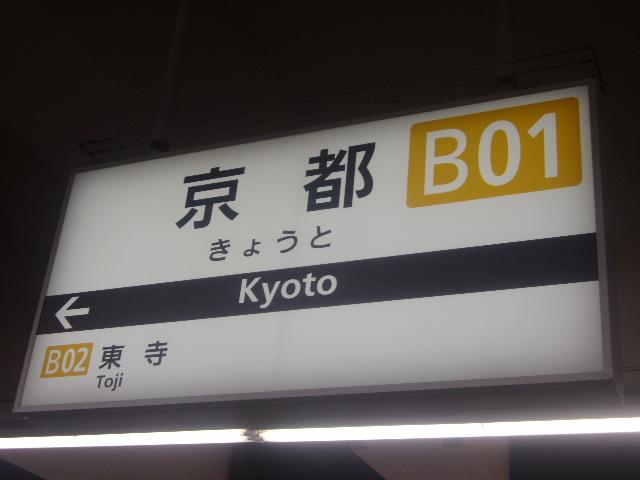 京都 B01
きょうと
← Kyoto
B02 東寺
Toji